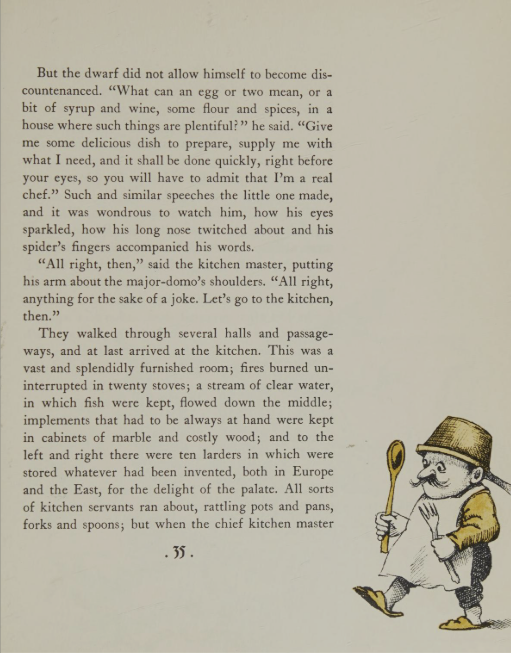 But the dwarf did not allow himself to become dis-
countenanced. “What can an egg or two mean, or a
bit of syrup and wine, some flour and spices, in a
house where such things are plentiful?” he said. “Give
me some delicious dish to prepare, supply me with
what I need, and it shall be done quickly, right before
your eyes, so you will have to admit that I’m a real
chef.” Such and similar speeches the little one made,
and it was wondrous to watch him, how his eyes
sparkled, how his long nose twitched about and his
spider’s fingers accompanied his words.
“All right, then,” said the kitchen master, putting
his arm about the major-domo’s shoulders. “All right,
anything for the sake of a joke. Let’s go to the kitchen,
then.”
They walked through several halls and passage-
ways, and at last arrived at the kitchen. This was a
vast and splendidly furnished room; fires burned un-
interrupted in twenty stoves; a stream of clear water,
in which fish were kept, flowed down the middle;
implements that had to be always at hand were kept
in cabinets of marble and costly wood; and to the
left and right there were ten larders in which were
stored whatever had been invented, both in Europe
and the East, for the delight of the palate. All sorts
of kitchen servants ran about, rattling pots and pans,
forks and spoons; but when the chief kitchen master
. 35 .